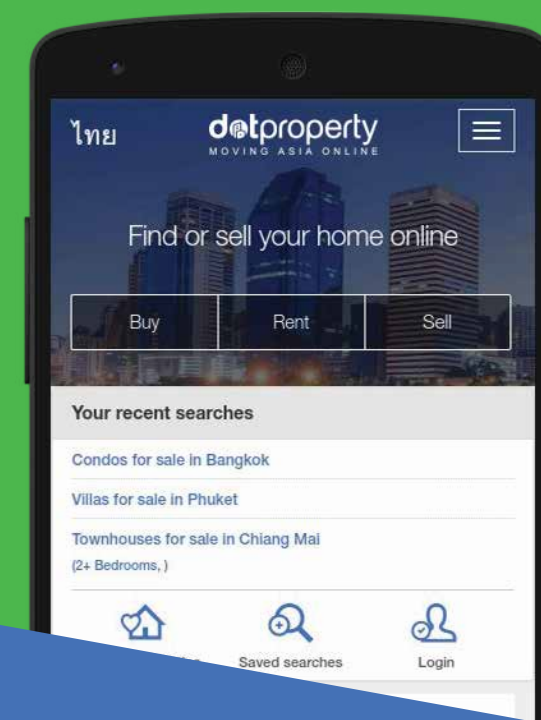 ไทย
dotproperty
MOVING ASIA ONLINE
Find or sell your home online
Buy Rent Sell
Your recent searches
Condos for sale in Bangkok
Villas for sale in Phuket
Townhouses for sale in Chiang Mai
(2+ Bedrooms, )
Saved searches Login